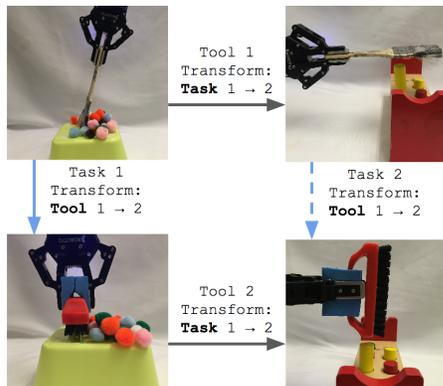 Tool 1
Transform:
Task 1 → 2
Task 1
Transform:
Tool 1 → 2
Task 2
Transform:
Tool 1 → 2
Tool 2
Transform:
Task 1 → 2